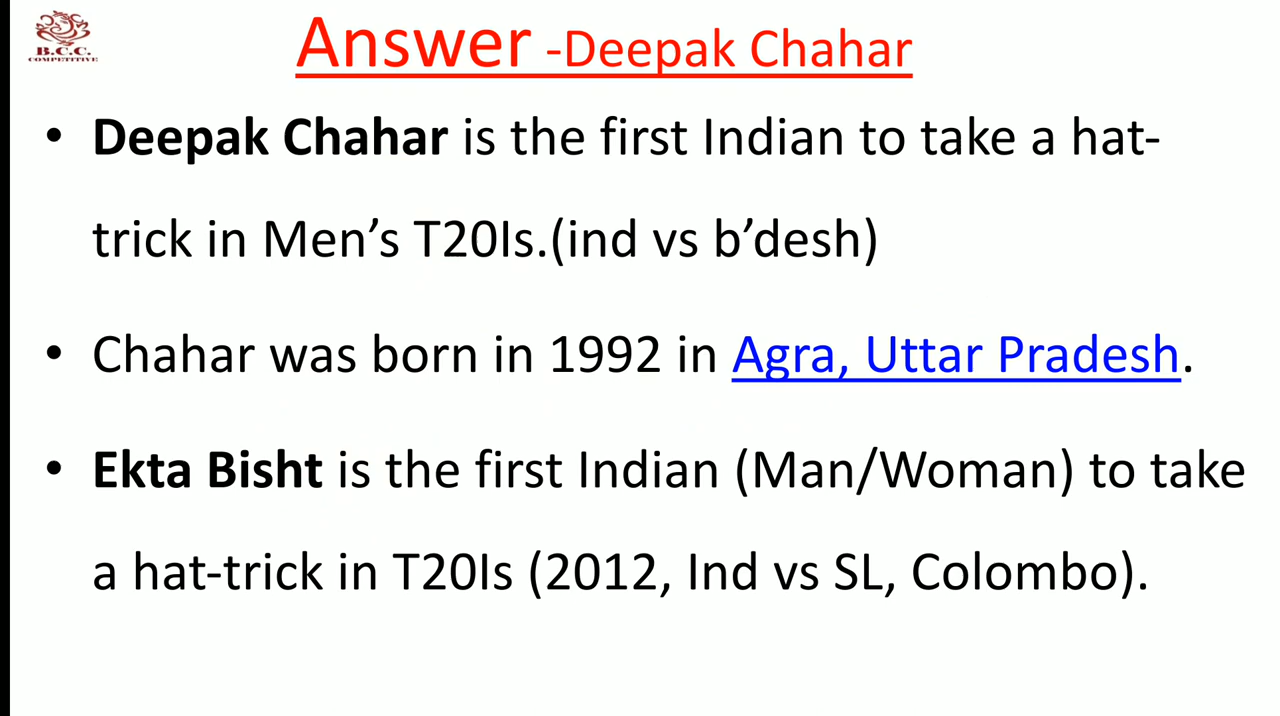 B.C.C.
COMPETITIVE
Answer -Deepak Chahar
• Deepak Chahar is the first Indian to take a hat-
trick in Men’s T20Is.(ind vs b’desh)
• Chahar was born in 1992 in Agra, Uttar Pradesh.
• Ekta Bisht is the first Indian (Man/Woman) to take
a hat-trick in T20Is (2012, Ind vs SL, Colombo).